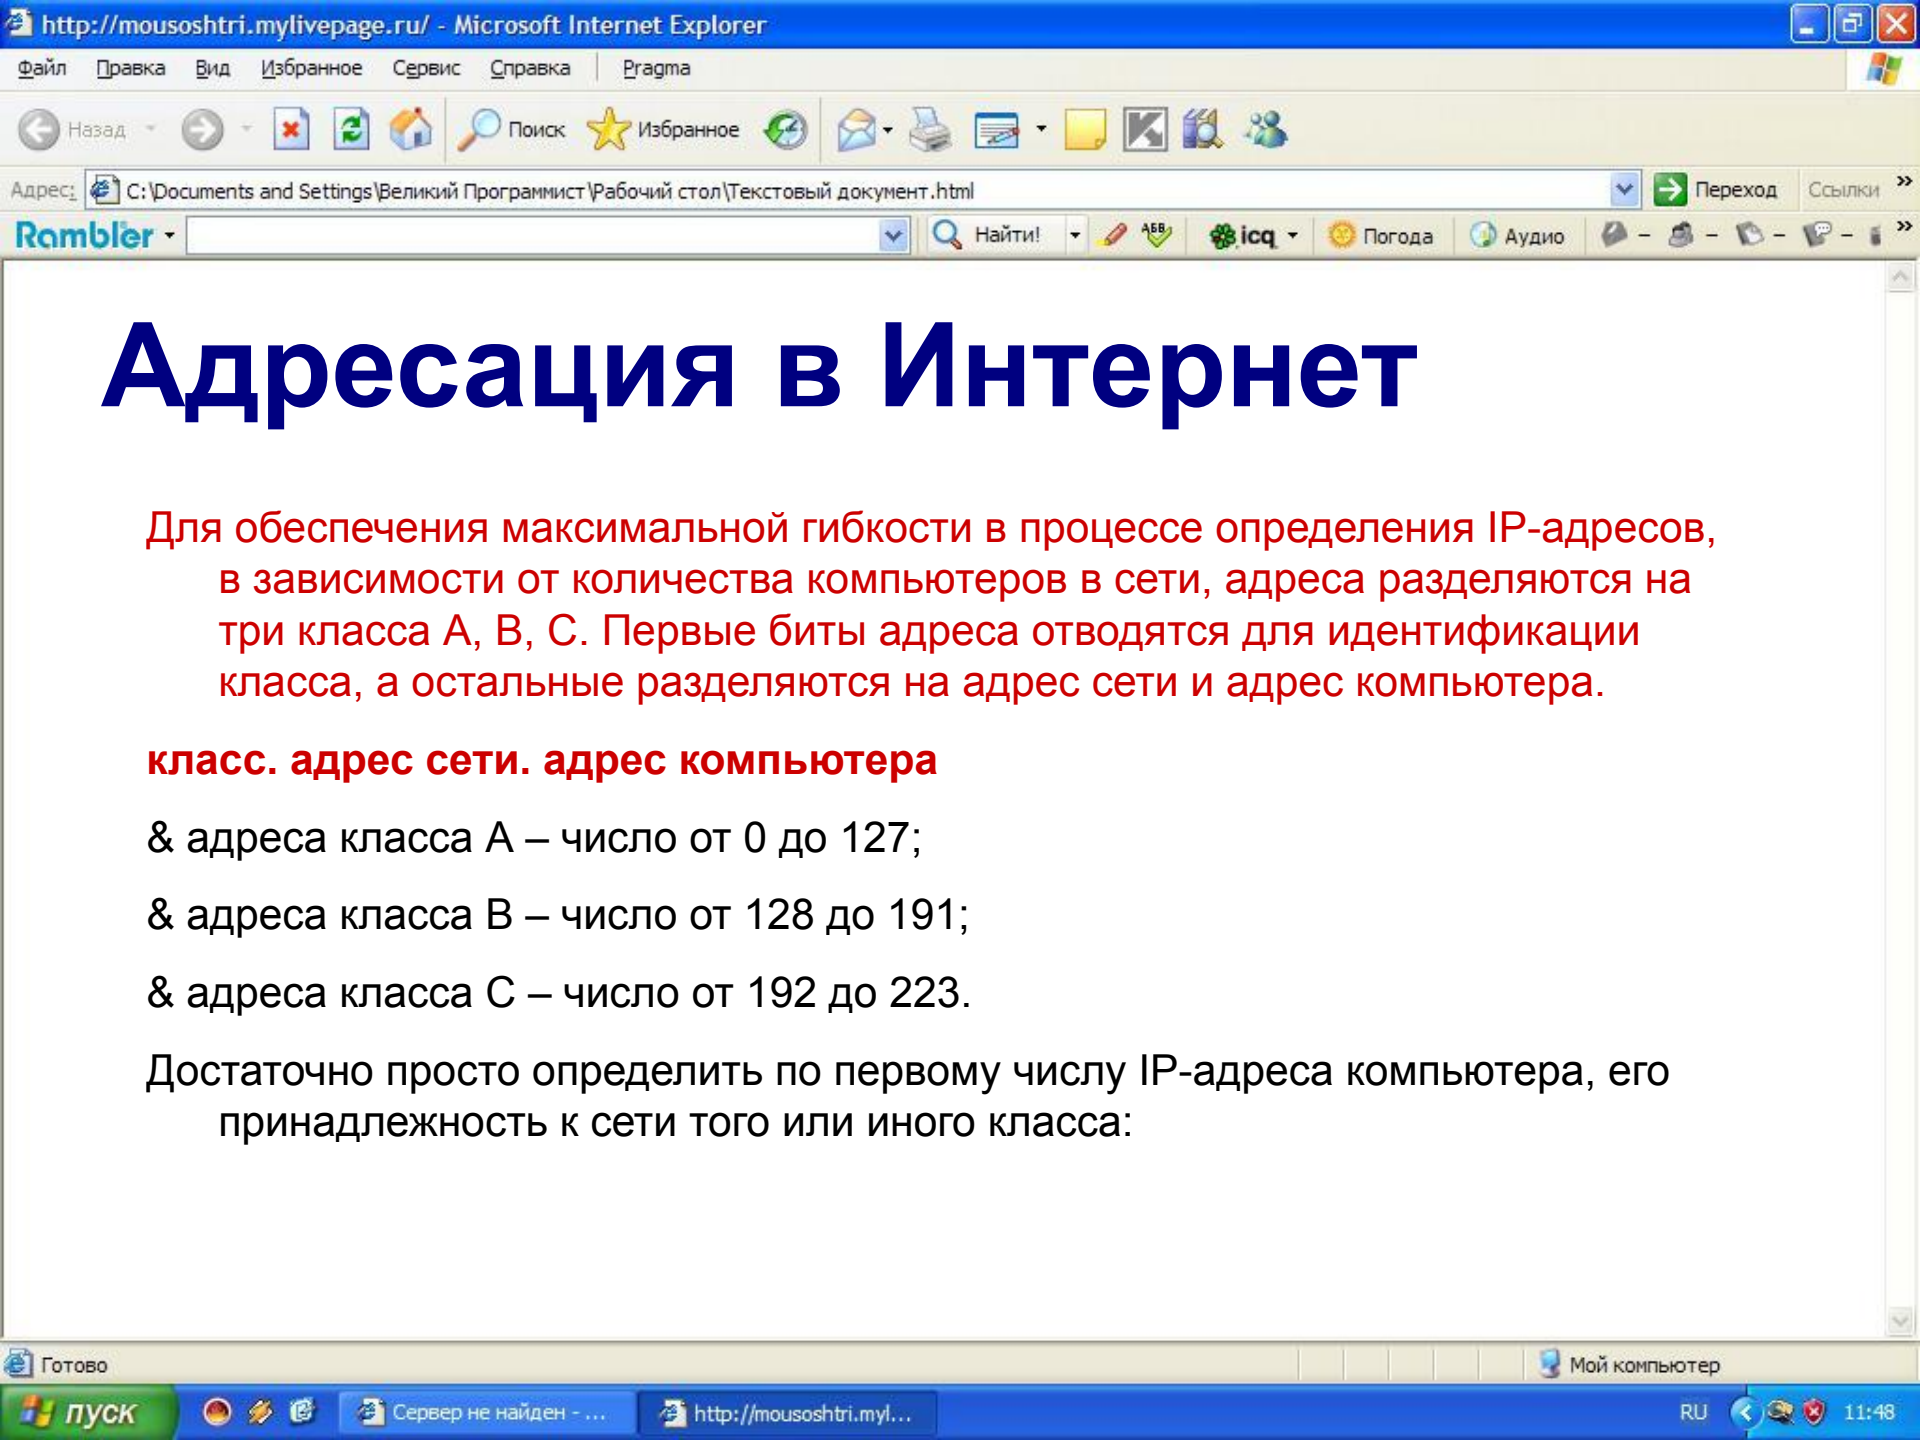 http://mousoshtri.mylivepage.ru/ - Microsoft Internet Explorer
Файл Правка Вид Избранное Сервис Справка Pragma
Назад Поиск Избранное
Адрес: C:\Documents and Settings\Великий Программист\Рабочий стол\Текстовый документ.html Переход Ссылки »
Rambler Найти! АБВ icq Погода Аудио »
Адресация в Интернет
Для обеспечения максимальной гибкости в процессе определения IP-адресов,
в зависимости от количества компьютеров в сети, адреса разделяются на
три класса A, B, C. Первые биты адреса отводятся для идентификации
класса, а остальные разделяются на адрес сети и адрес компьютера.
класс. адрес сети. адрес компьютера
& адреса класса A – число от 0 до 127;
& адреса класса B – число от 128 до 191;
& адреса класса C – число от 192 до 223.
Достаточно просто определить по первому числу IP-адреса компьютера, его
принадлежность к сети того или иного класса:
Готово Мой компьютер
пуск Сервер не найден - ... http://mousoshtri.myl... RU 11:48